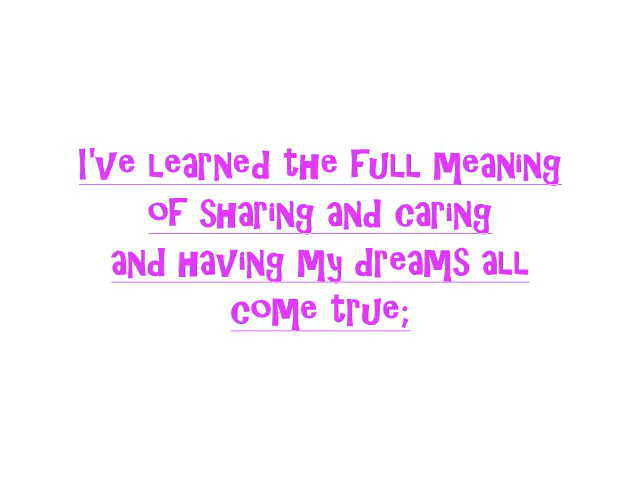 I've learned the full meaning
of sharing and caring
and having my dreams all
come true;